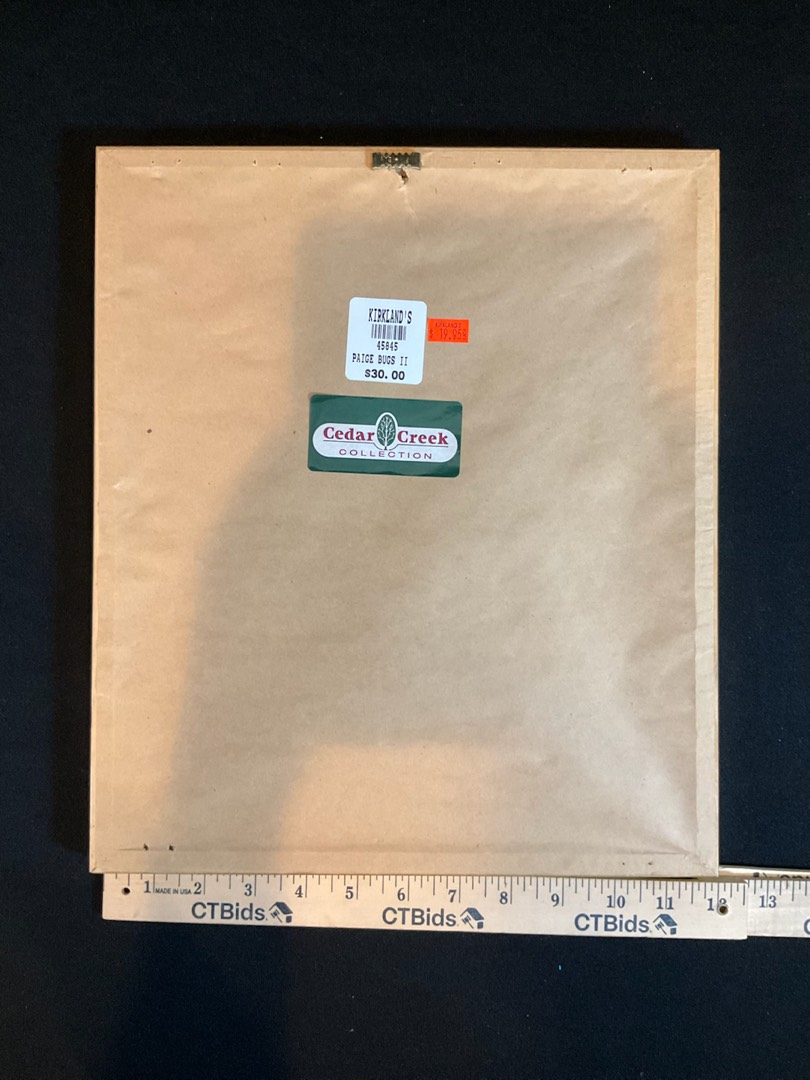 KIRKLAND'S
45845
PAIGE BUGS II
$30.00
Cedar Creek
COLLECTION
1 MADE IN USA 2 3 4 5 6 7 8 9 10 11 12 13
CTBids CTBids CTBids